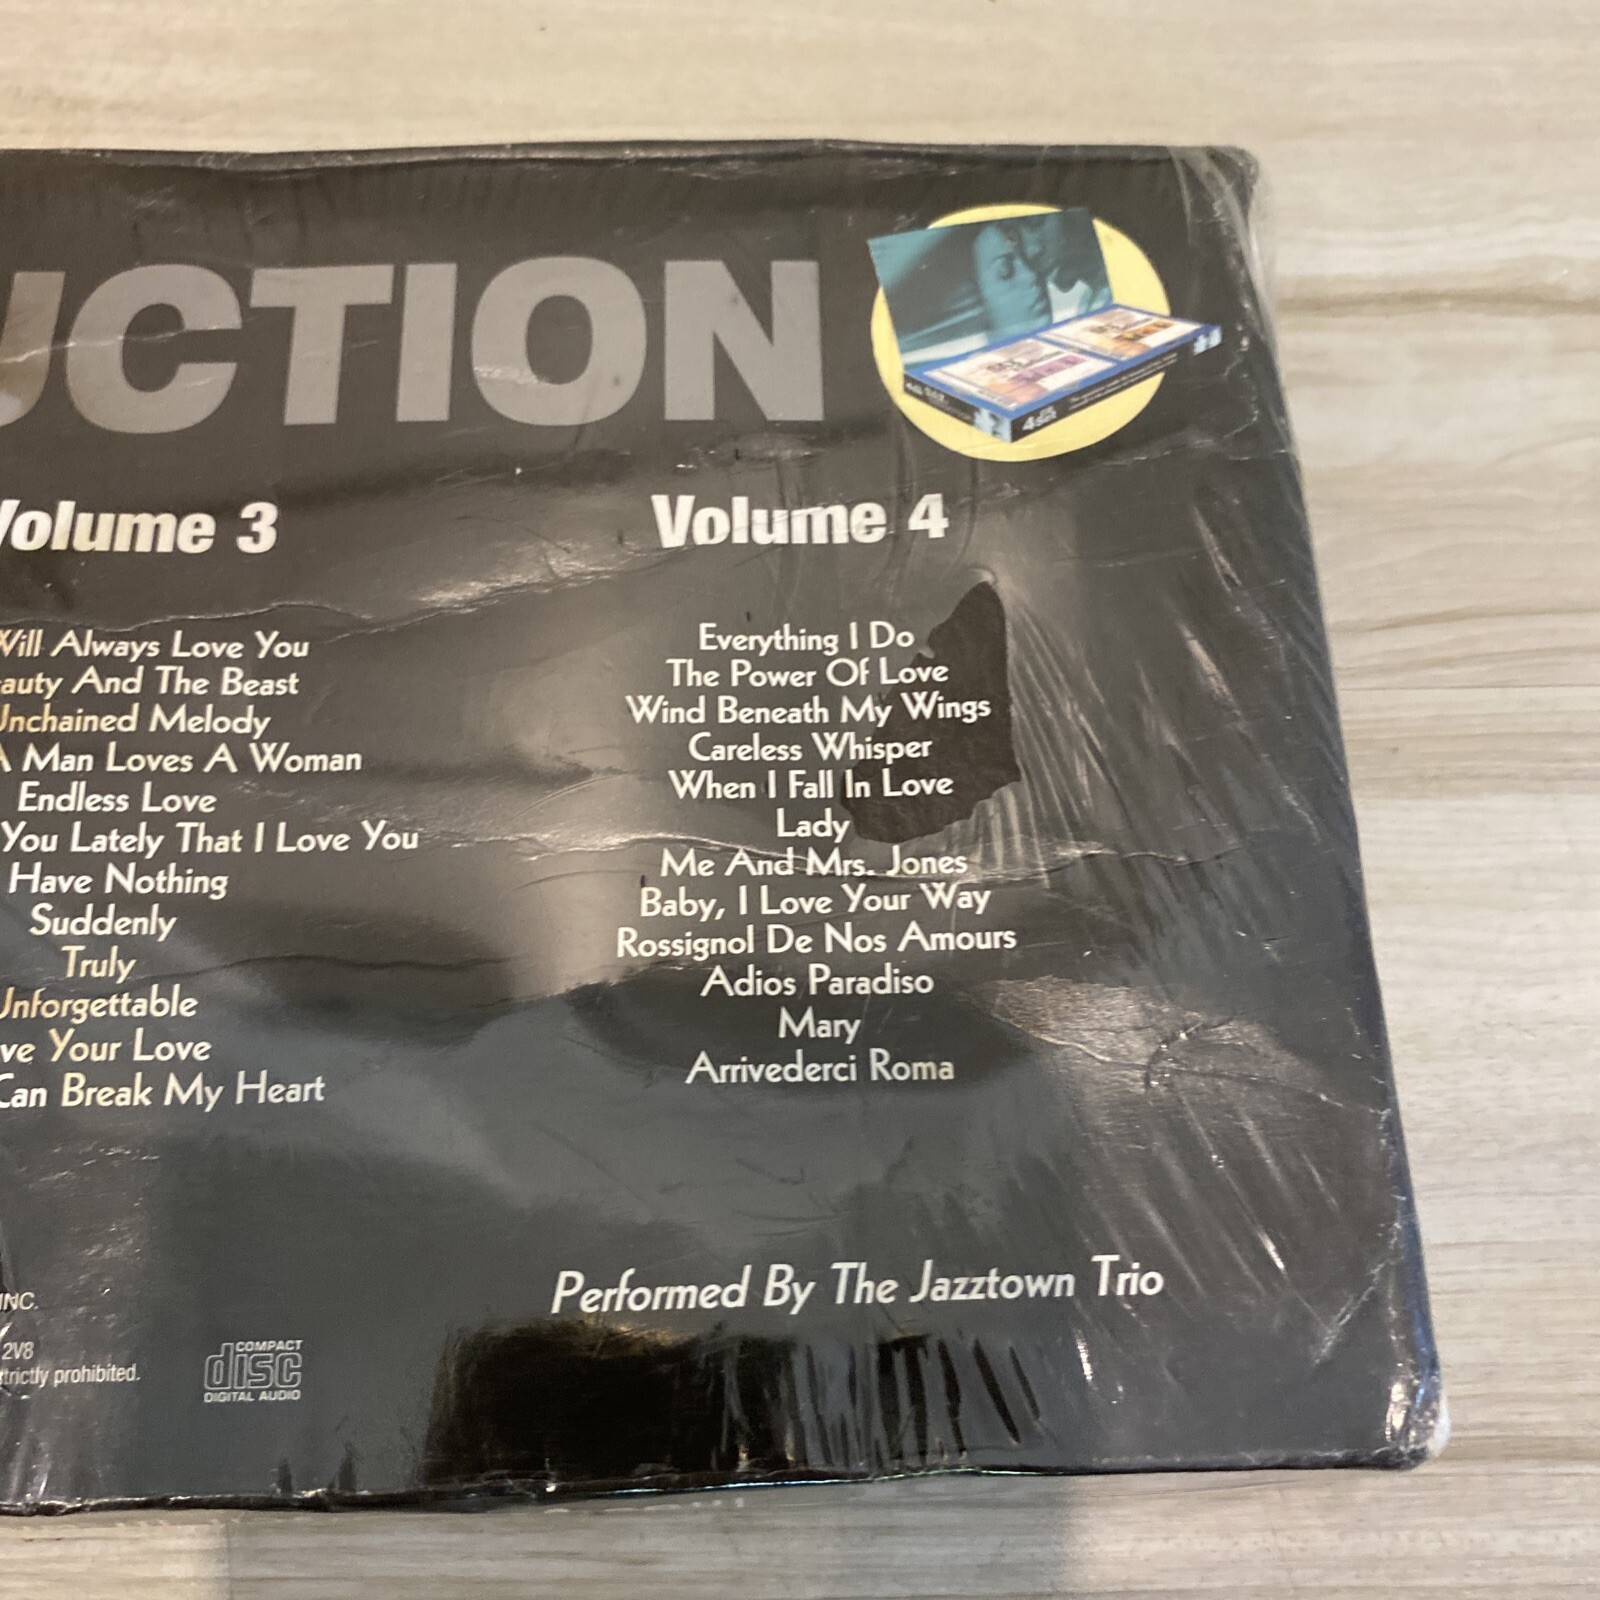 UCTION
4 CD SET
Volume 3
Will Always Love You
auty And The Beast
Unchained Melody
A Man Loves A Woman
Endless Love
You Lately That I Love You
Have Nothing
Suddenly
Truly
Unforgettable
ve Your Love
Can Break My Heart
Volume 4
Everything I Do
The Power Of Love
Wind Beneath My Wings
Careless Whisper
When I Fall In Love
Lady
Me And Mrs. Jones
Baby, I Love Your Way
Rossignol De Nos Amours
Adios Paradiso
Mary
Arrivederci Roma
Performed By The Jazztown Trio
INC.
2V8
strictly prohibited.
COMPACT
disc
DIGITAL AUDIO